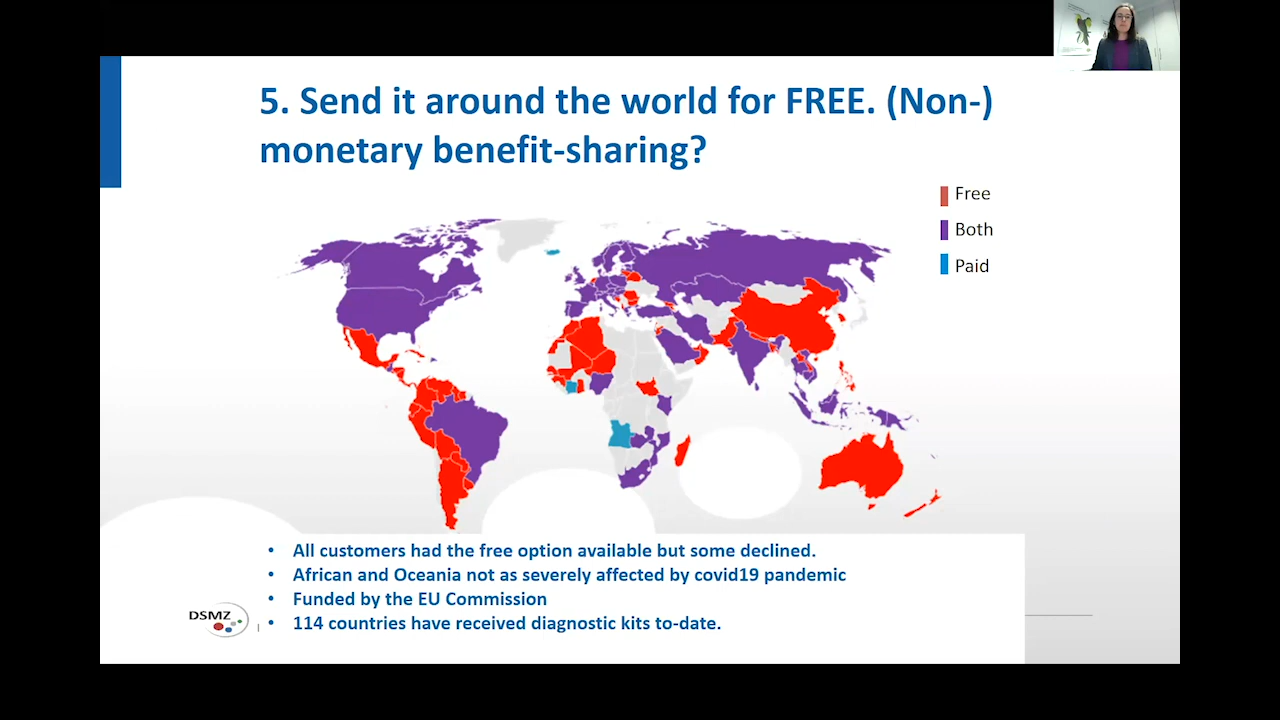 5. Send it around the world for FREE. (Non-)
monetary benefit-sharing?
Free
Both
Paid
• All customers had the free option available but some declined.
• African and Oceania not as severely affected by covid19 pandemic
• Funded by the EU Commission
• 114 countries have received diagnostic kits to-date.
DSMZ